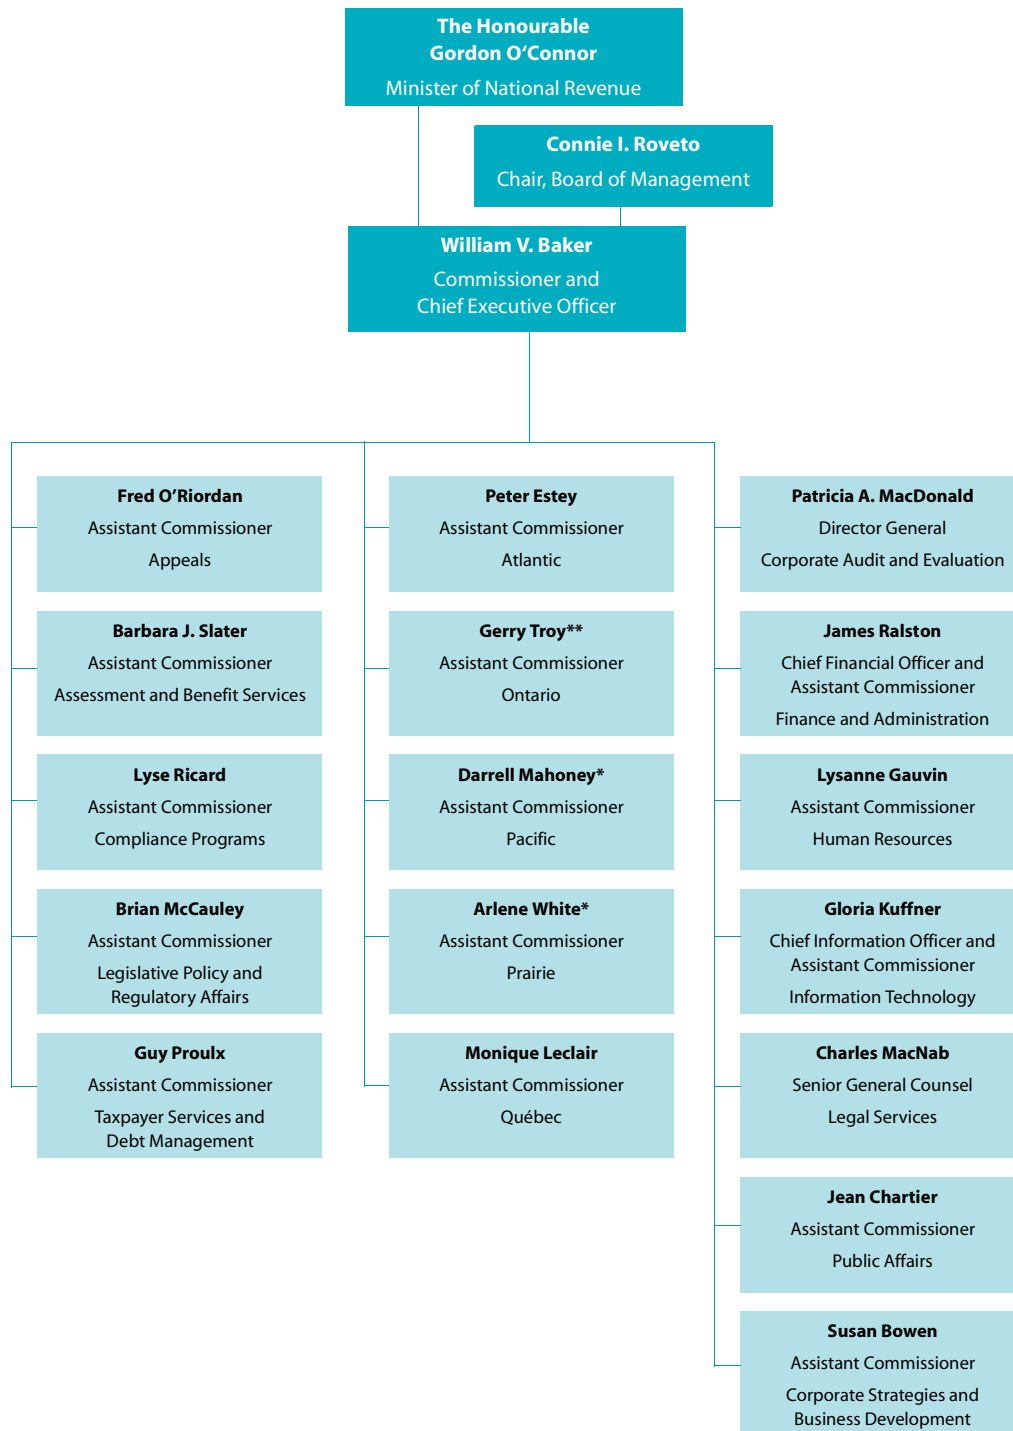 The Honourable
Gordon O‘Connor
Minister of National Revenue
Connie I. Roveto
Chair, Board of Management
William V. Baker
Commissioner and
Chief Executive Officer
Fred O’Riordan
Assistant Commissioner
Appeals
Barbara J. Slater
Assistant Commissioner
Assessment and Benefit Services
Lyse Ricard
Assistant Commissioner
Compliance Programs
Brian McCauley
Assistant Commissioner
Legislative Policy and
Regulatory Affairs
Guy Proulx
Assistant Commissioner
Taxpayer Services and
Debt Management
Peter Estey
Assistant Commissioner
Atlantic
Gerry Troy**
Assistant Commissioner
Ontario
Darrell Mahoney*
Assistant Commissioner
Pacific
Arlene White*
Assistant Commissioner
Prairie
Monique Leclair
Assistant Commissioner
Québec
Patricia A. MacDonald
Director General
Corporate Audit and Evaluation
James Ralston
Chief Financial Officer and
Assistant Commissioner
Finance and Administration
Lysanne Gauvin
Assistant Commissioner
Human Resources
Gloria Kuffner
Chief Information Officer and
Assistant Commissioner
Information Technology
Charles MacNab
Senior General Counsel
Legal Services
Jean Chartier
Assistant Commissioner
Public Affairs
Susan Bowen
Assistant Commissioner
Corporate Strategies and
Business Development